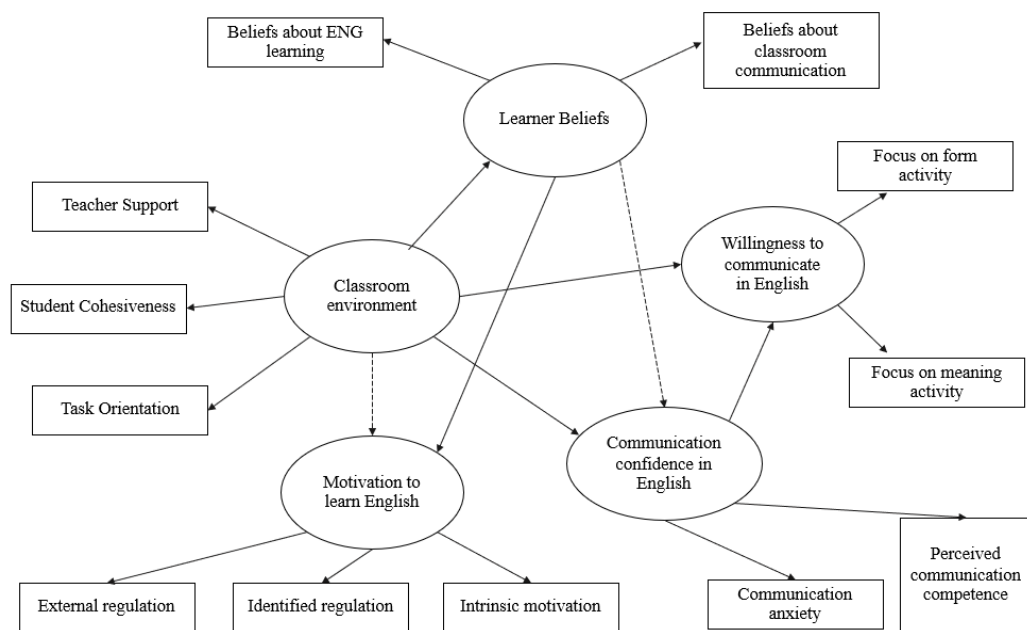 Beliefs about ENG
learning
Beliefs about
classroom
communication
Learner Beliefs
Focus on form
activity
Teacher Support
Willingness to
communicate
in English
Classroom
environment
Student Cohesiveness
Focus on meaning
activity
Task Orientation
Communication
confidence in
English
Motivation to
learn English
Perceived
communication
competence
External regulation
Identified regulation
Intrinsic motivation
Communication
anxiety